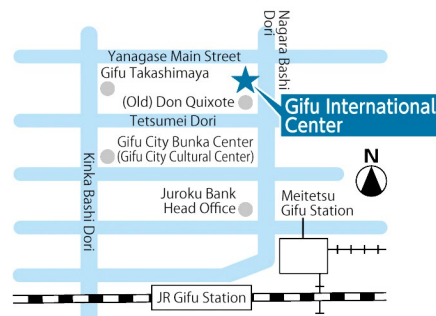 Nagara Bashi
Dori
Yanagase Main Street
Gifu Takashimaya
(Old) Don Quixote
Gifu International
Center
Tetsumei Dori
Gifu City Bunka Center
(Gifu City Cultural Center)
Kinka Bashi Dori
N
Juroku Bank
Head Office
Meitetsu
Gifu Station
JR Gifu Station